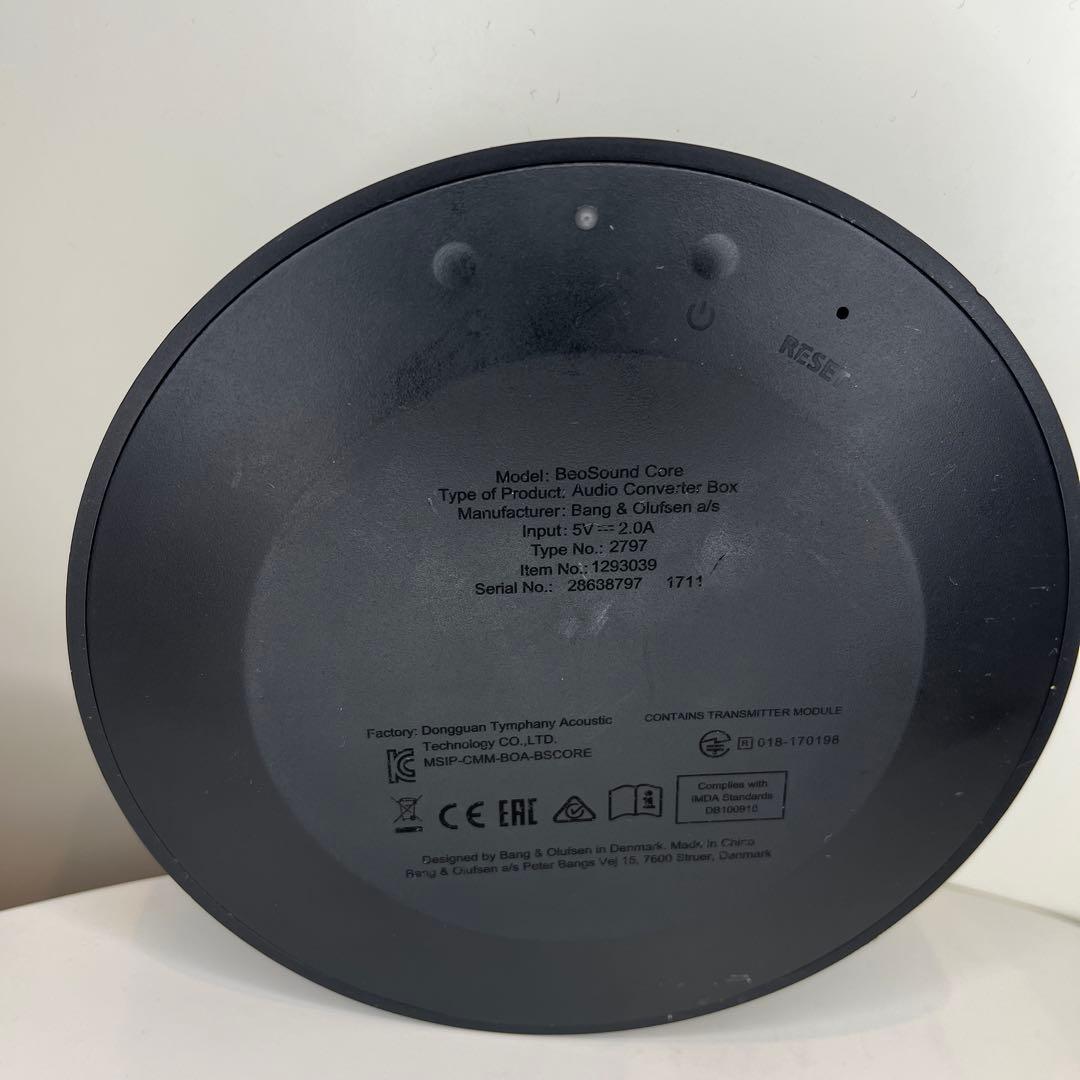 RESET
Model: BeoSound Core
Type of Product: Audio Converter Box
Manufacturer: Bang & Olufsen a/s
Input: 5V ⎓ 2.0A
Type No.: 2797
Item No.: 1293039
Serial No.: 28638797 1711
Factory: Dongguan Tymphany Acoustic
Technology CO.,LTD.
MSIP-CMM-BOA-BSCORE
CONTAINS TRANSMITTER MODULE
R 018-170198
CE EAC
Complies with
IMDA Standards
DB100916
Designed by Bang & Olufsen in Denmark. Made in China
Bang & Olufsen a/s Peter Bangs Vej 15, 7600 Struer, Denmark